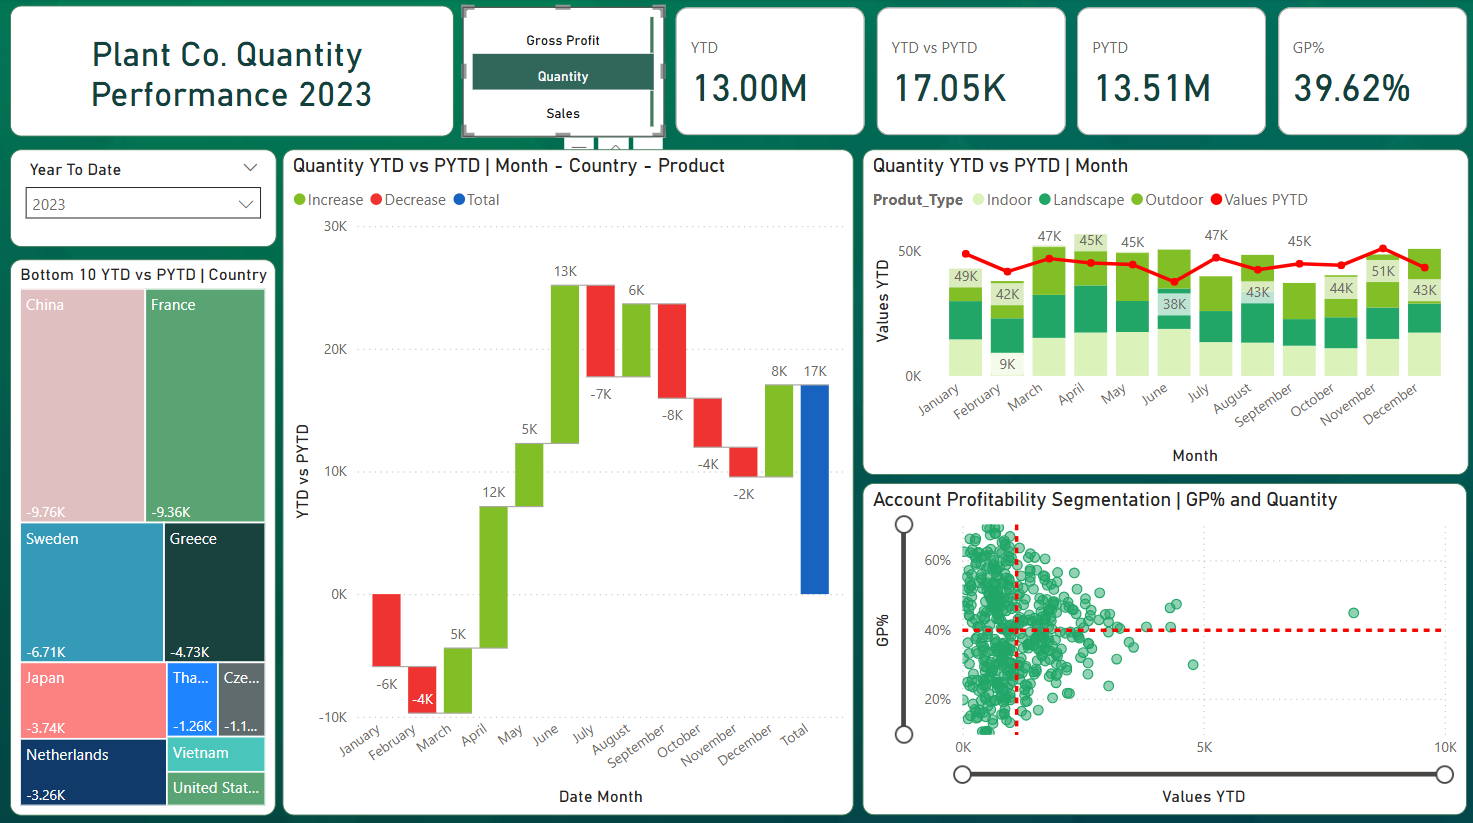 Plant Co. Quantity
Performance 2023
Gross Profit
Quantity
Sales
YTD
13.00M
YTD vs PYTD
17.05K
PYTD
13.51M
GP%
39.62%
Year To Date
2023
Bottom 10 YTD vs PYTD | Country
China
-9.76K
France
-9.36K
Sweden
-6.71K
Greece
-4.73K
Japan
-3.74K
Tha...
-1.26K
Cze...
-1.1...
Netherlands
-3.26K
Vietnam
United Stat...
Quantity YTD vs PYTD | Month - Country - Product
Increase Decrease Total
YTD vs PYTD
30K
20K
10K
0K
-10K
-6K
-4K
5K
12K
5K
13K
-7K
6K
-8K
-4K
-2K
8K
17K
January February March April May June July August September October November December Total
Date Month
Quantity YTD vs PYTD | Month
Produt_Type Indoor Landscape Outdoor Values PYTD
Values YTD
50K
0K
49K
42K
9K
47K
45K
45K
38K
47K
43K
45K
44K
51K
43K
January February March April May June July August September October November December
Month
Account Profitability Segmentation | GP% and Quantity
GP%
60%
40%
20%
0K 5K 10K
Values YTD